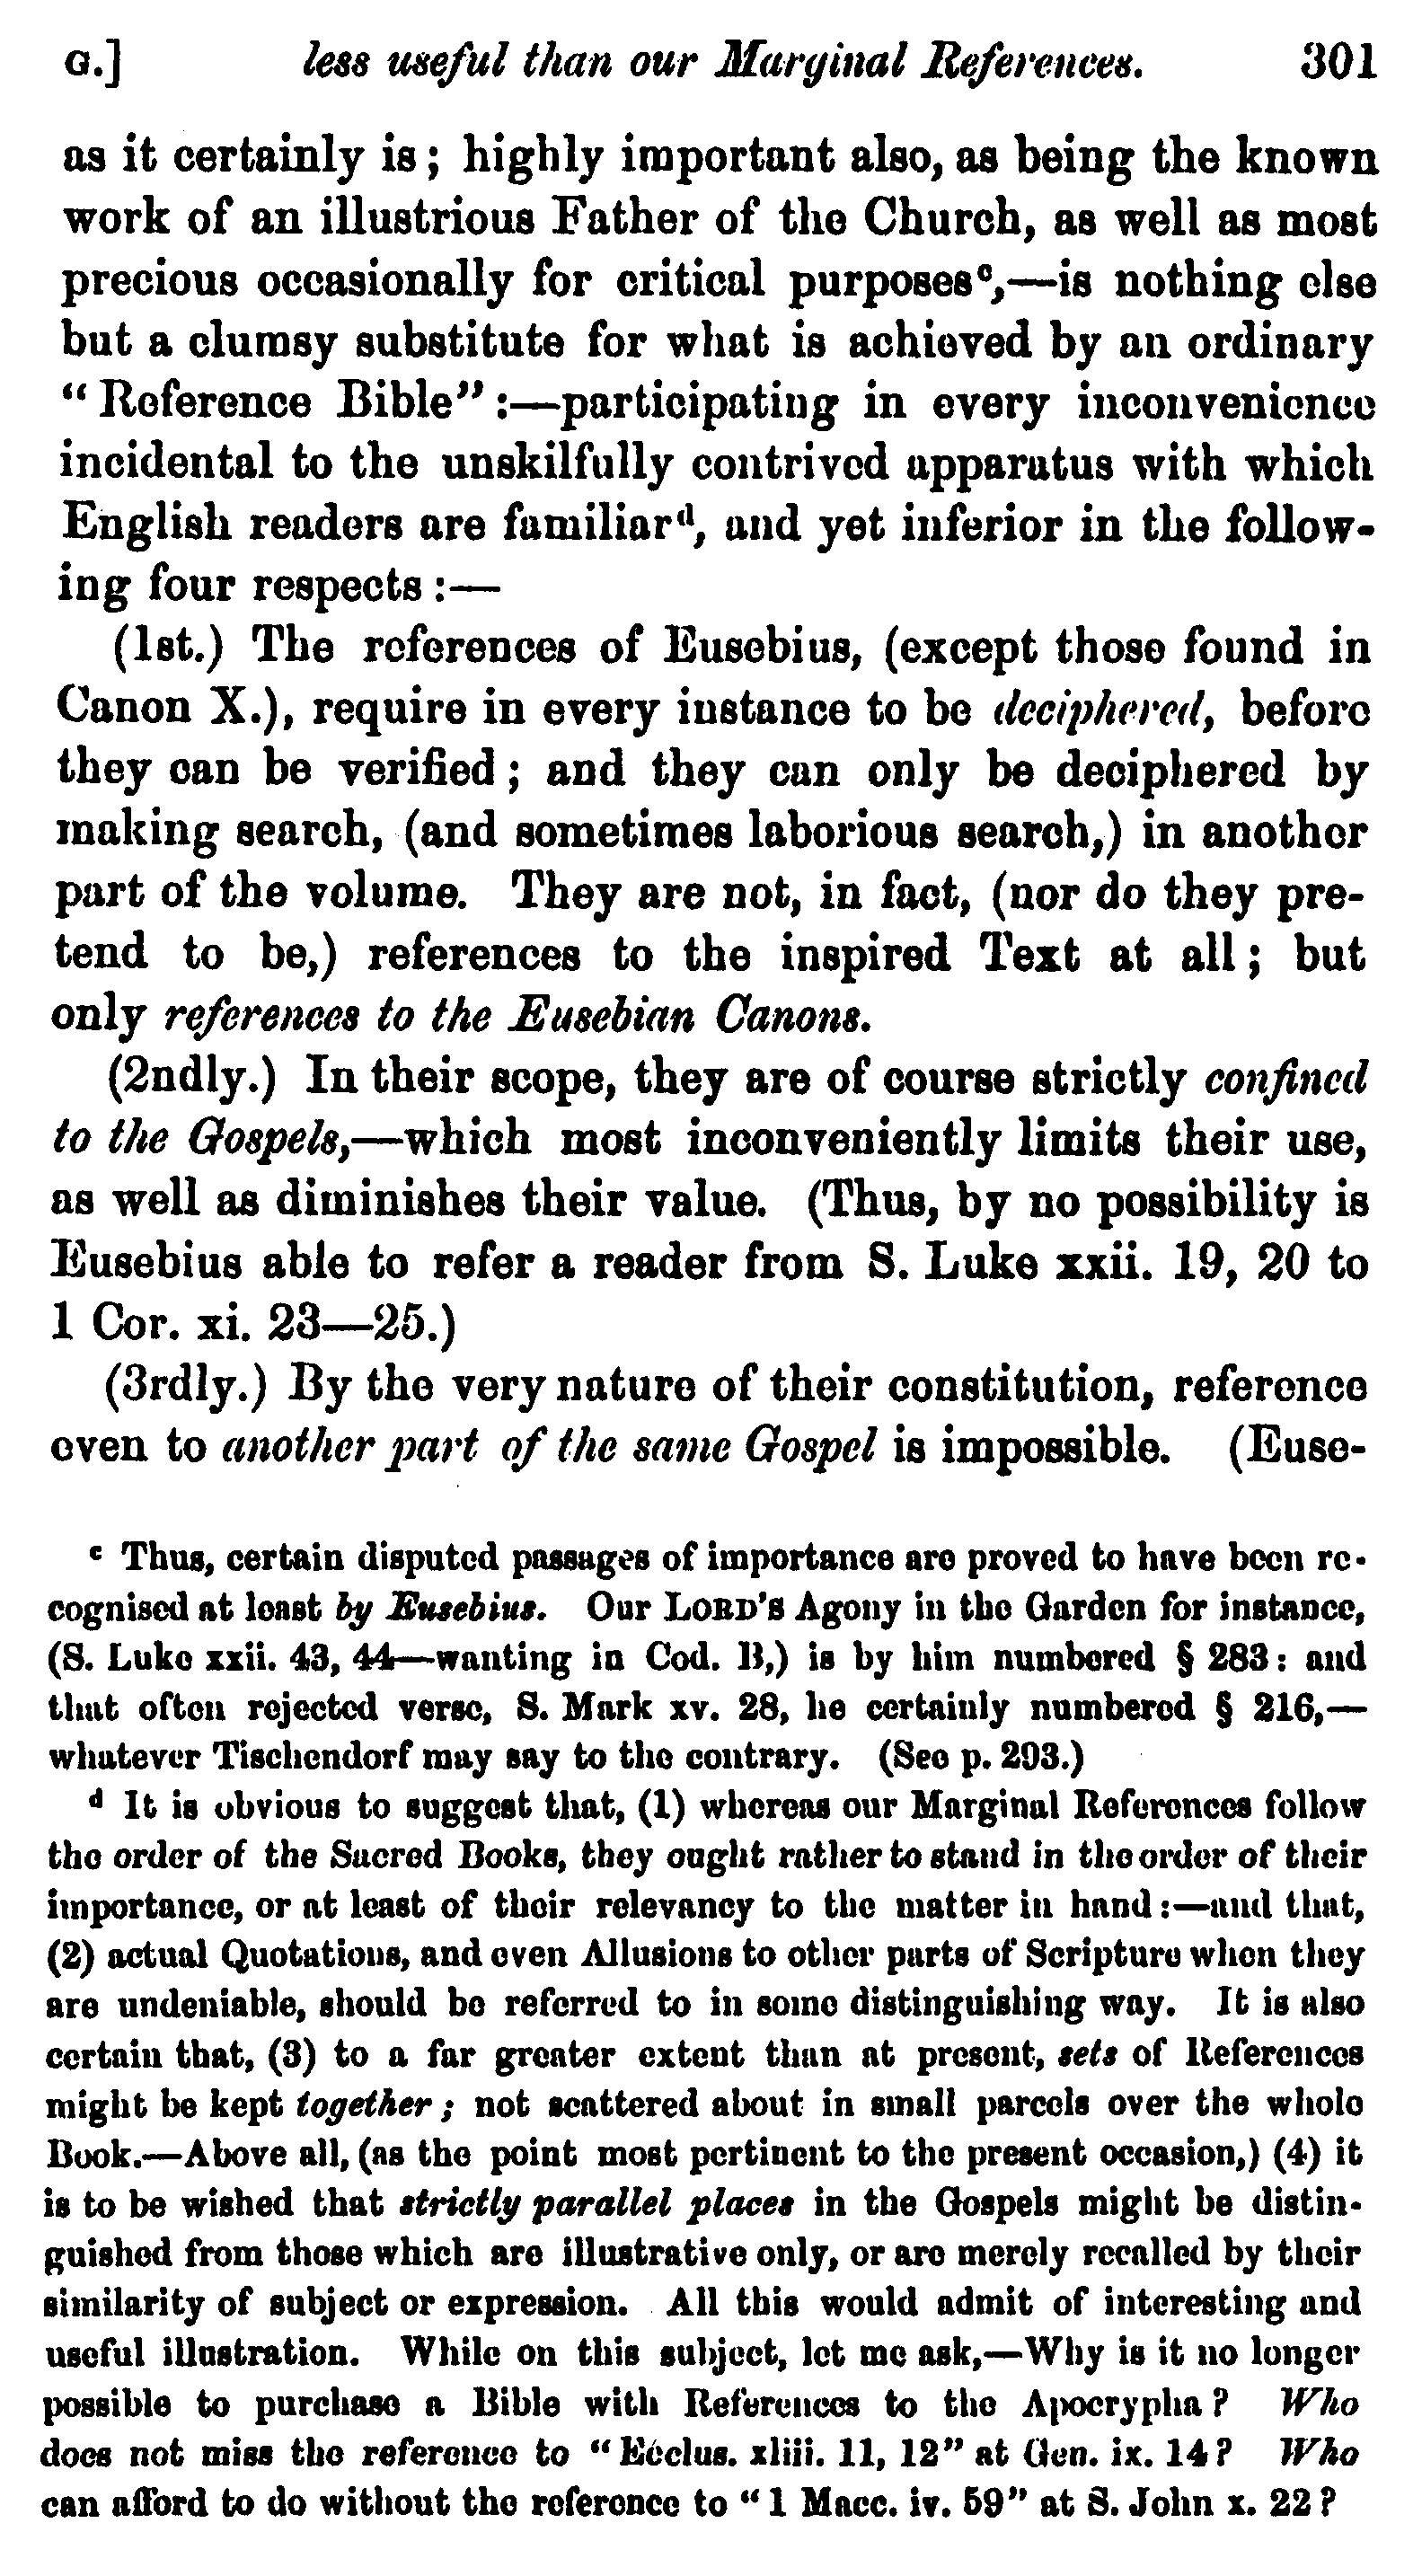 G.] less useful than our Marginal References. 301
as it certainly is; highly important also, as being the known
work of an illustrious Father of the Church, as well as most
precious occasionally for critical purposesᶜ,—is nothing else
but a clumsy substitute for what is achieved by an ordinary
“Reference Bible”:—participating in every inconvenience
incidental to the unskilfully contrived apparatus with which
English readers are familiarᵈ, and yet inferior in the follow-
ing four respects:—
(1st.) The references of Eusebius, (except those found in
Canon X.), require in every instance to be deciphered, before
they can be verified; and they can only be deciphered by
making search, (and sometimes laborious search,) in another
part of the volume. They are not, in fact, (nor do they pre-
tend to be,) references to the inspired Text at all; but
only references to the Eusebian Canons.
(2ndly.) In their scope, they are of course strictly confined
to the Gospels,—which most inconveniently limits their use,
as well as diminishes their value. (Thus, by no possibility is
Eusebius able to refer a reader from S. Luke xxii. 19, 20 to
1 Cor. xi. 23—25.)
(3rdly.) By the very nature of their constitution, reference
even to another part of the same Gospel is impossible. (Euse-
ᶜ Thus, certain disputed passages of importance are proved to have been re-
cognised at least by Eusebius. Our LORD’S Agony in the Garden for instance,
(S. Luke xxii. 43, 44—wanting in Cod. B,) is by him numbered § 283: and
that often rejected verse, S. Mark xv. 28, he certainly numbered § 216,—
whatever Tischendorf may say to the contrary. (See p. 293.)
ᵈ It is obvious to suggest that, (1) whereas our Marginal References follow
the order of the Sacred Books, they ought rather to stand in the order of their
importance, or at least of their relevancy to the matter in hand:—and that,
(2) actual Quotations, and even Allusions to other parts of Scripture when they
are undeniable, should be referred to in some distinguishing way. It is also
certain that, (3) to a far greater extent than at present, sets of References
might be kept together; not scattered about in small parcels over the whole
Book.—Above all, (as the point most pertinent to the present occasion,) (4) it
is to be wished that strictly parallel places in the Gospels might be distin-
guished from those which are illustrative only, or are merely recalled by their
similarity of subject or expression. All this would admit of interesting and
useful illustration. While on this subject, let me ask,—Why is it no longer
possible to purchase a Bible with References to the Apocrypha? Who
does not miss the reference to “Ecclus. xliii. 11, 12” at Gen. ix. 14? Who
can afford to do without the reference to “1 Macc. iv. 59” at S. John x. 22?